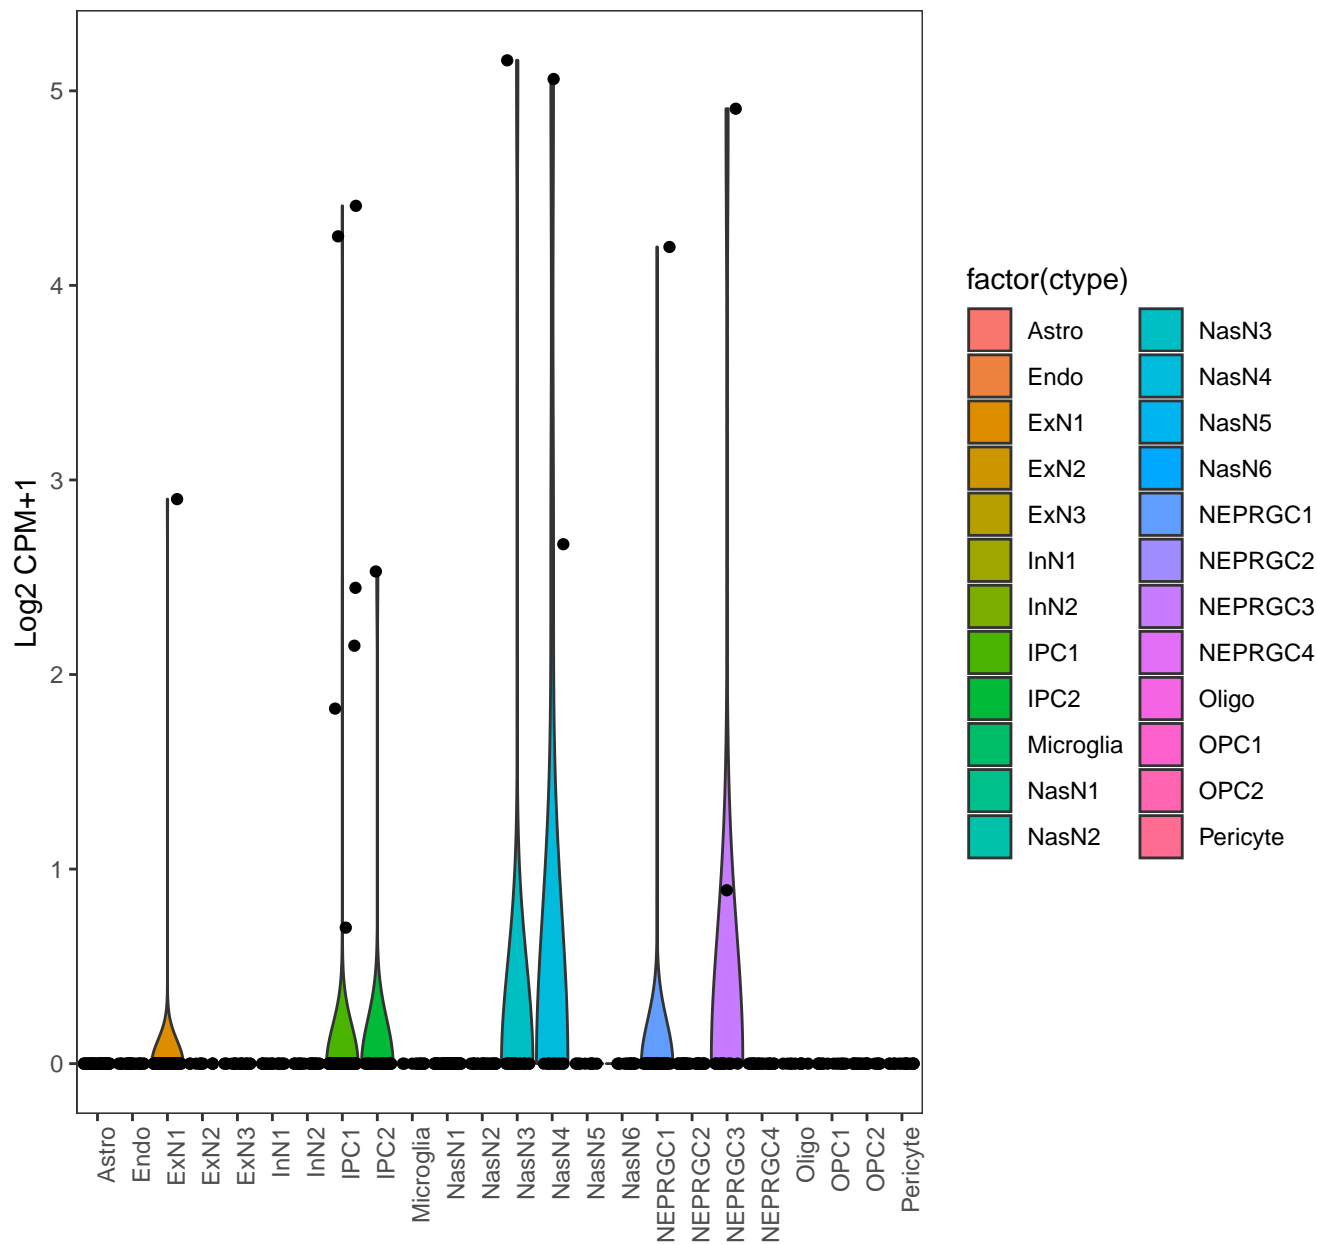 5
4
3
2
1
0
Log2 CPM+1
Astro
Endo
ExN1
ExN2
ExN3
InN1
InN2
IPC1
IPC2
Microglia
NasN1
NasN2
NasN3
NasN4
NasN5
NasN6
NEPRGC1
NEPRGC2
NEPRGC3
NEPRGC4
Oligo
OPC1
OPC2
Pericyte
factor(ctype)
Astro
Endo
ExN1
ExN2
ExN3
InN1
InN2
IPC1
IPC2
Microglia
NasN1
NasN2
NasN3
NasN4
NasN5
NasN6
NEPRGC1
NEPRGC2
NEPRGC3
NEPRGC4
Oligo
OPC1
OPC2
Pericyte